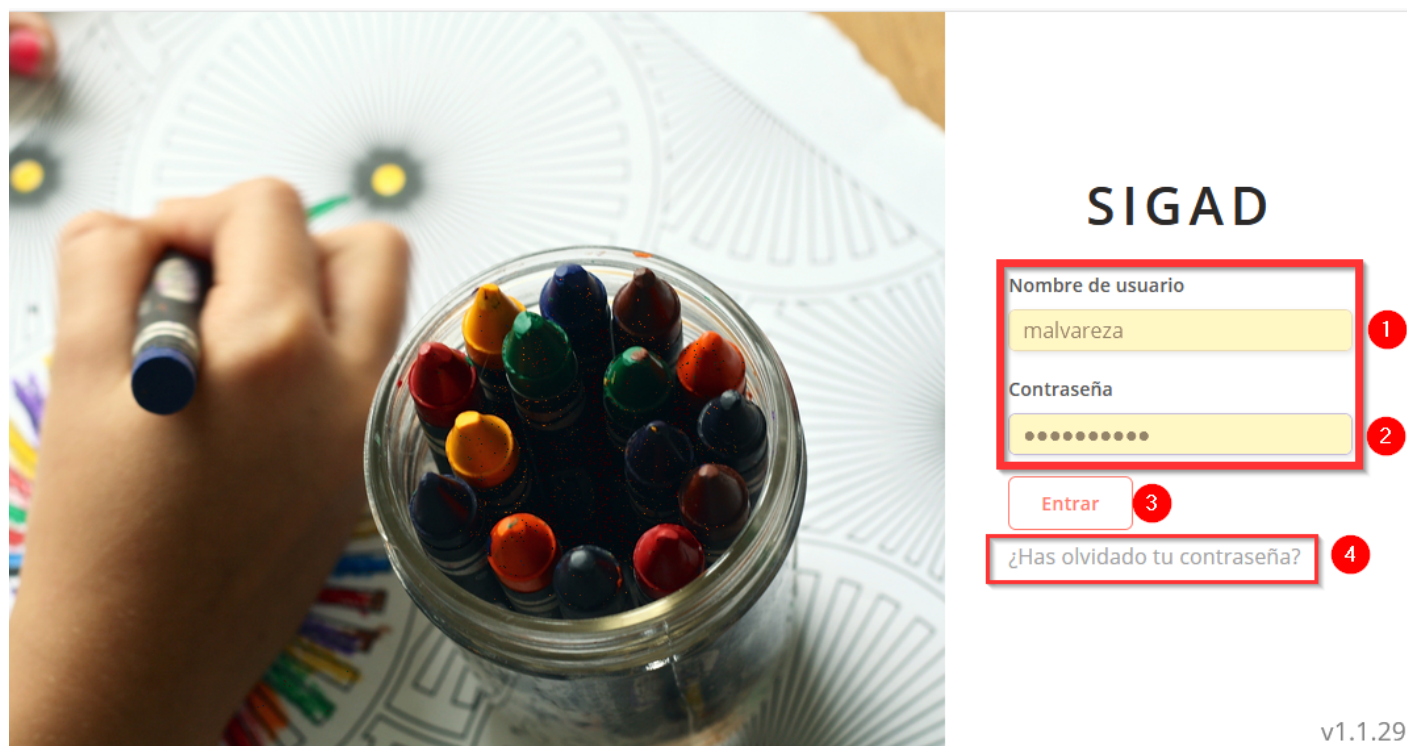 SIGAD
Nombre de usuario
malvareza
1
Contraseña
••••••••••
2
Entrar
3
¿Has olvidado tu contraseña?
4
v1.1.29